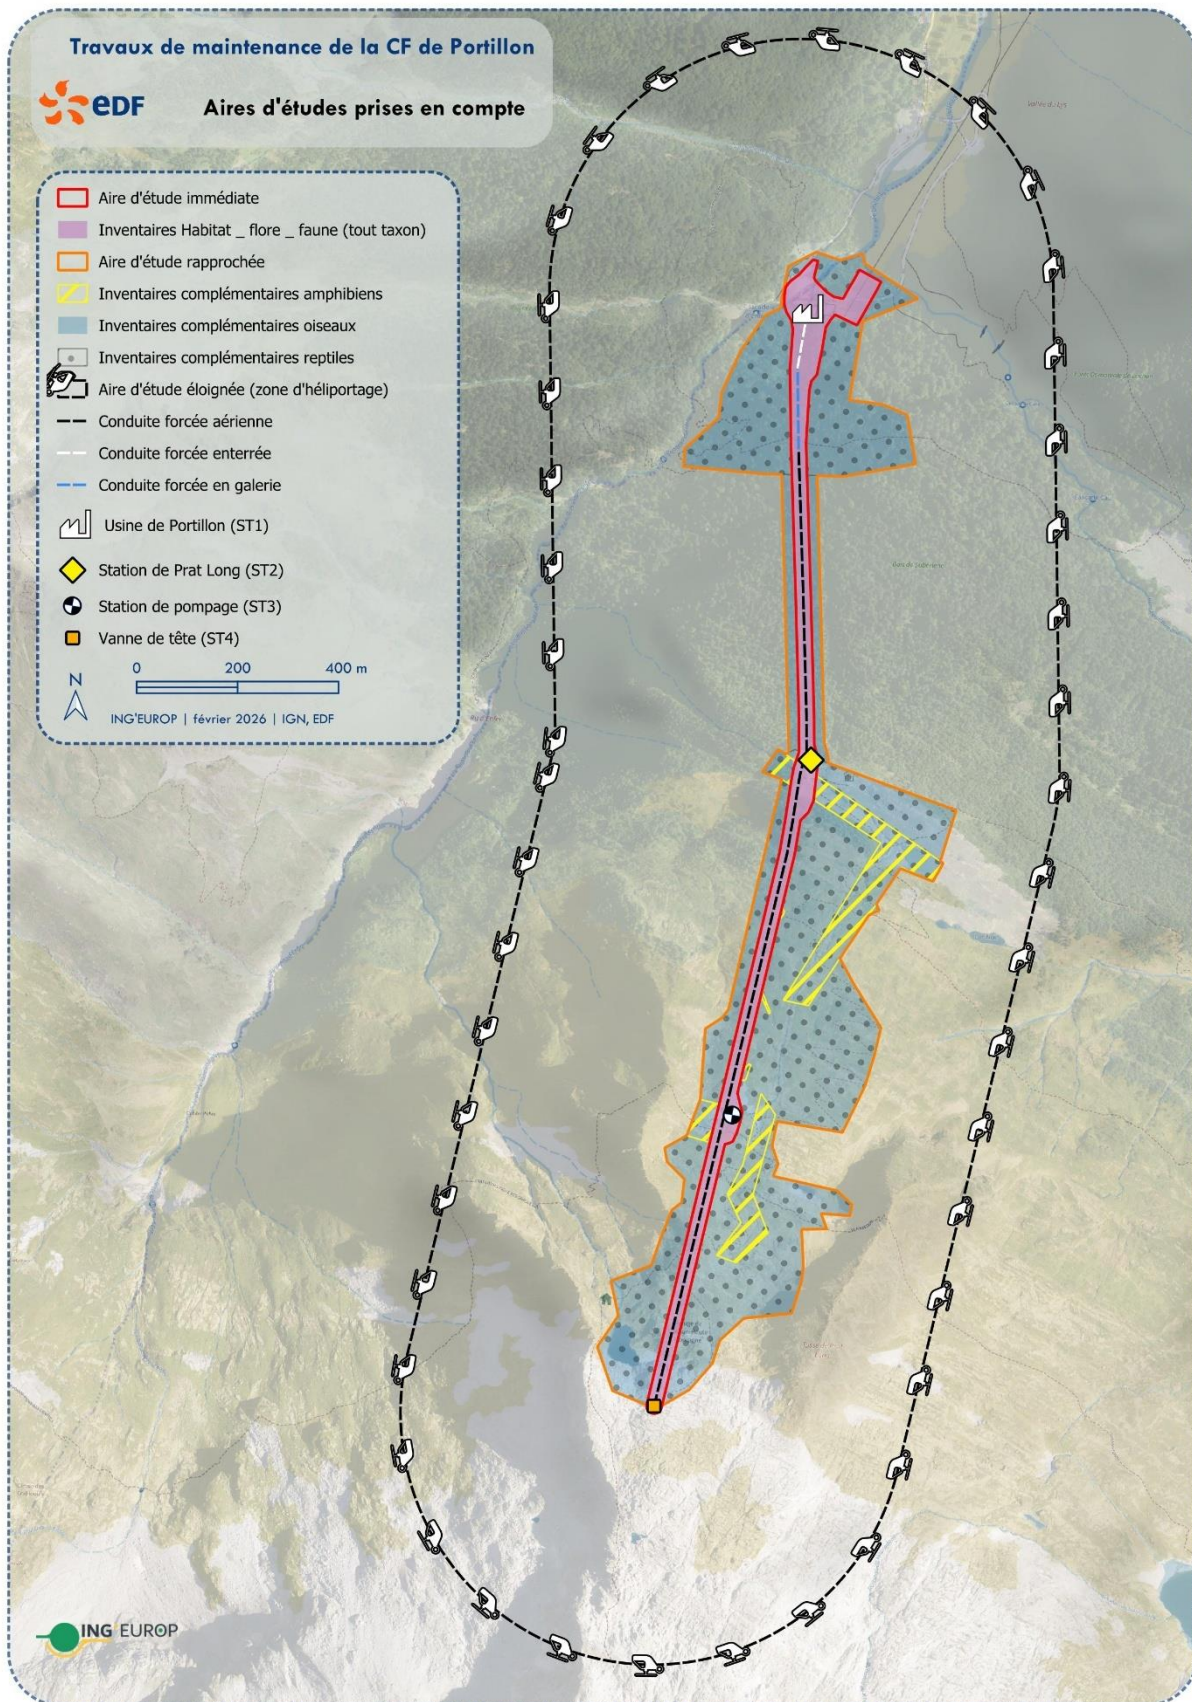 Travaux de maintenance de la CF de Portillon
eDF
Aires d'études prises en compte
Aire d'étude immédiate
Inventaires Habitat _ flore _ faune (tout taxon)
Aire d'étude rapprochée
Inventaires complémentaires amphibiens
Inventaires complémentaires oiseaux
Inventaires complémentaires reptiles
Aire d'étude éloignée (zone d'héliportage)
Conduite forcée aérienne
Conduite forcée enterrée
Conduite forcée en galerie
Usine de Portillon (ST1)
Station de Prat Long (ST2)
Station de pompage (ST3)
Vanne de tête (ST4)
0 200 400 m
N
ING'EUROP | février 2026 | IGN, EDF
ING EUROP